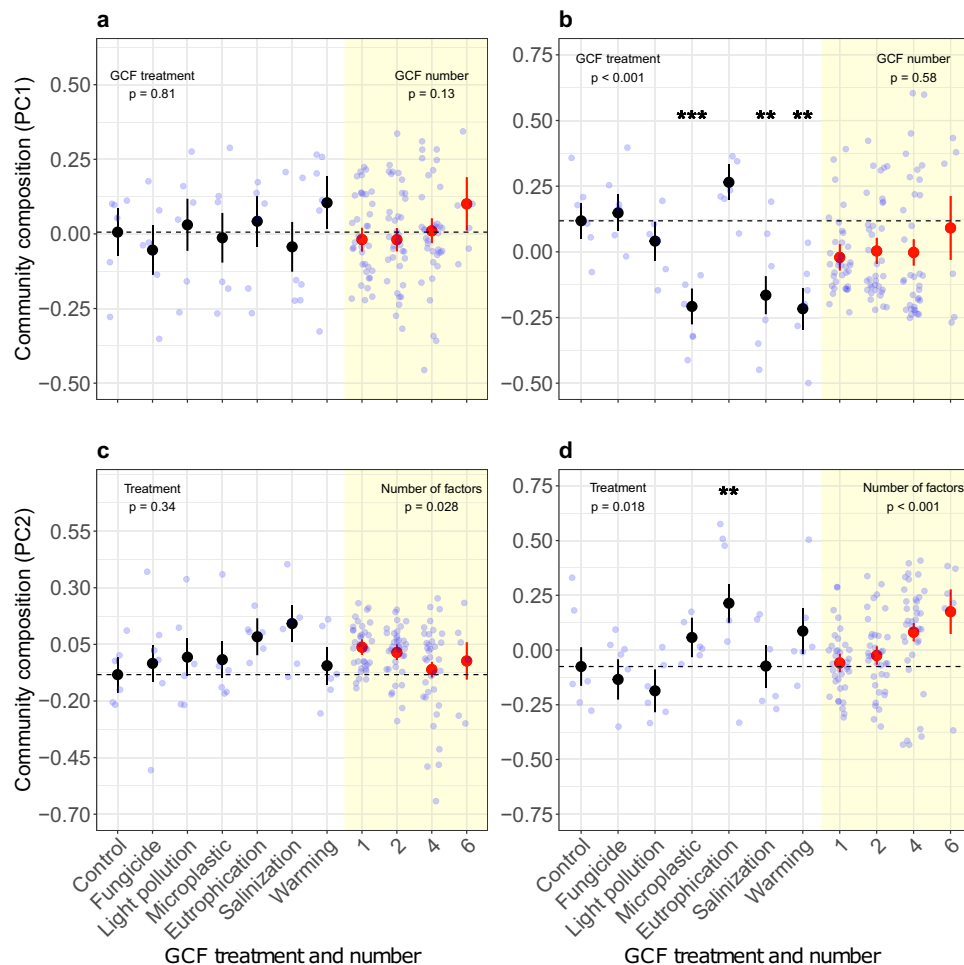 a
GCF treatment
p = 0.81
GCF number
p = 0.13
Community composition (PC1)
0.50
0.25
0.00
−0.25
−0.50
b
GCF treatment
p < 0.001
GCF number
p = 0.58
***
**
**
0.75
0.50
0.25
0.00
−0.25
−0.50
c
Treatment
p = 0.34
Number of factors
p = 0.028
Community composition (PC2)
0.55
0.30
0.05
−0.20
−0.45
−0.70
Control
Fungicide
Light pollution
Microplastic
Eutrophication
Salinization
Warming
1
2
4
6
GCF treatment and number
d
Treatment
p = 0.018
Number of factors
p < 0.001
**
0.75
0.50
0.25
0.00
−0.25
−0.50
−0.75
Control
Fungicide
Light pollution
Microplastic
Eutrophication
Salinization
Warming
1
2
4
6
GCF treatment and number